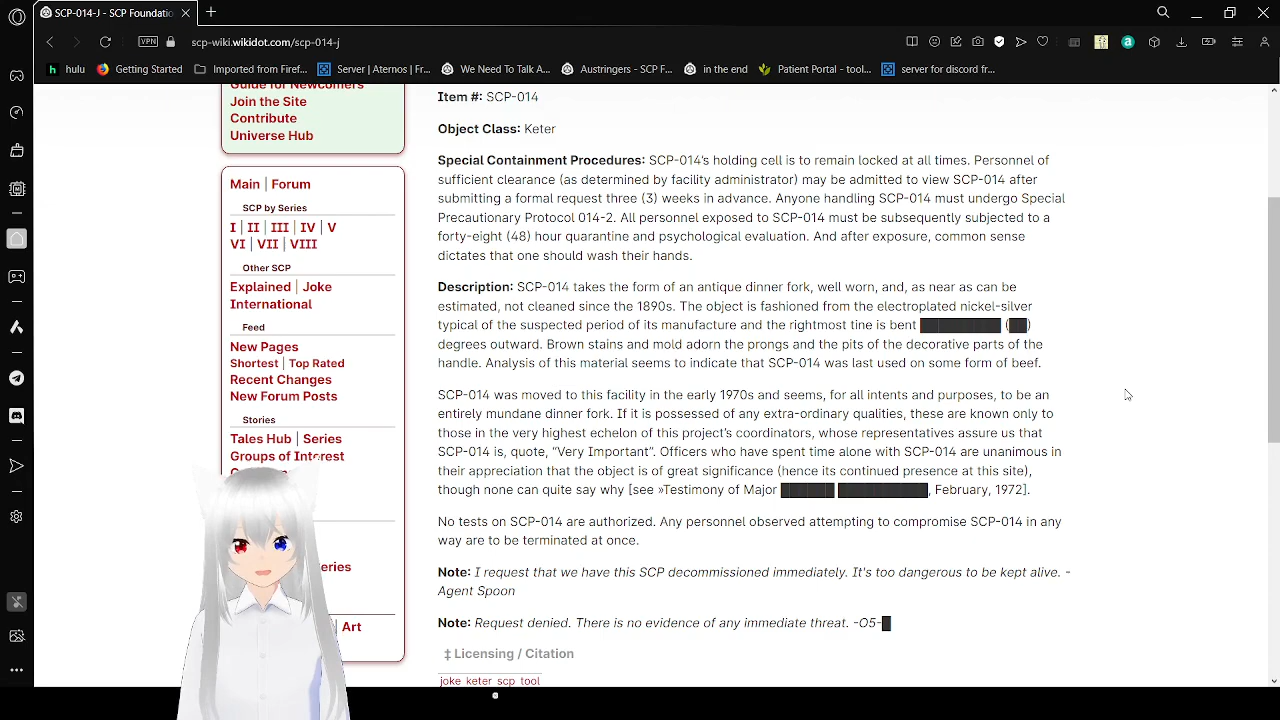 SCP-014-J - SCP Foundatio
VPN scp-wiki.wikidot.com/scp-014-j
hulu Getting Started Imported from Firef... Server | Aternos | Fr... We Need To Talk A... Austringers - SCP F... in the end Patient Portal - tool... server for discord fr...
Guide for Newcomers
Join the Site
Contribute
Universe Hub
Main | Forum
SCP by Series
I | II | III | IV | V
VI | VII | VIII
Other SCP
Explained | Joke
International
Feed
New Pages
Shortest | Top Rated
Recent Changes
New Forum Posts
Stories
Tales Hub | Series
Groups of Interest
| Art
Item #: SCP-014
Object Class: Keter
Special Containment Procedures: SCP-014's holding cell is to remain locked at all times. Personnel of
sufficient clearance (as determined by facility administrator) may be admitted to view SCP-014 after
submitting a formal request three (3) weeks in advance. Anyone handling SCP-014 must undergo Special
Precautionary Protocol 014-2. All personnel exposed to SCP-014 must be subsequently subjected to a
forty-eight (48) hour quarantine and psychological evaluation. And after exposure, common sense
dictates that one should wash their hands.
Description: SCP-014 takes the form of an antique dinner fork, well worn, and, as near as can be
estimated, not cleaned since the 1890s. The object is fashioned from the electroplated nickel-silver
typical of the suspected period of its manufacture and the rightmost tine is bent ██████████ (██)
degrees outward. Brown stains and mold adorn the prongs and the pits of the decorative parts of the
handle. Analysis of this material seems to indicate that SCP-014 was last used on some form of beef.
SCP-014 was moved to this facility in the early 1970s and seems, for all intents and purposes, to be an
entirely mundane dinner fork. If it is possessed of any extra-ordinary qualities, these are known only to
those in the very highest echelon of this project's coordinators, whose representatives assure us that
SCP-014 is, quote, “Very Important”. Officers who have spent time alone with SCP-014 are unanimous in
their appreciation that the object is of great significance (hence its continued presence at this site),
though none can quite say why [see »Testimony of Major ██████ ██████████, February, 1972].
No tests on SCP-014 are authorized. Any personnel observed attempting to compromise SCP-014 in any
way are to be terminated at once.
Note: I request that we have this SCP decommissioned immediately. It's too dangerous to be kept alive. -
Agent Spoon
Note: Request denied. There is no evidence of any immediate threat. -O5-█
‡ Licensing / Citation
joke keter scp tool